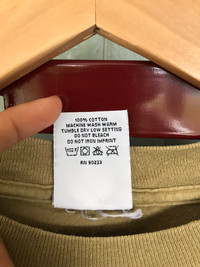 100% COTTON
MACHINE WASH WARM
TUMBLE DRY LOW SETTING
DO NOT BLEACH
DO NOT IRON IMPRINT
RN 90233